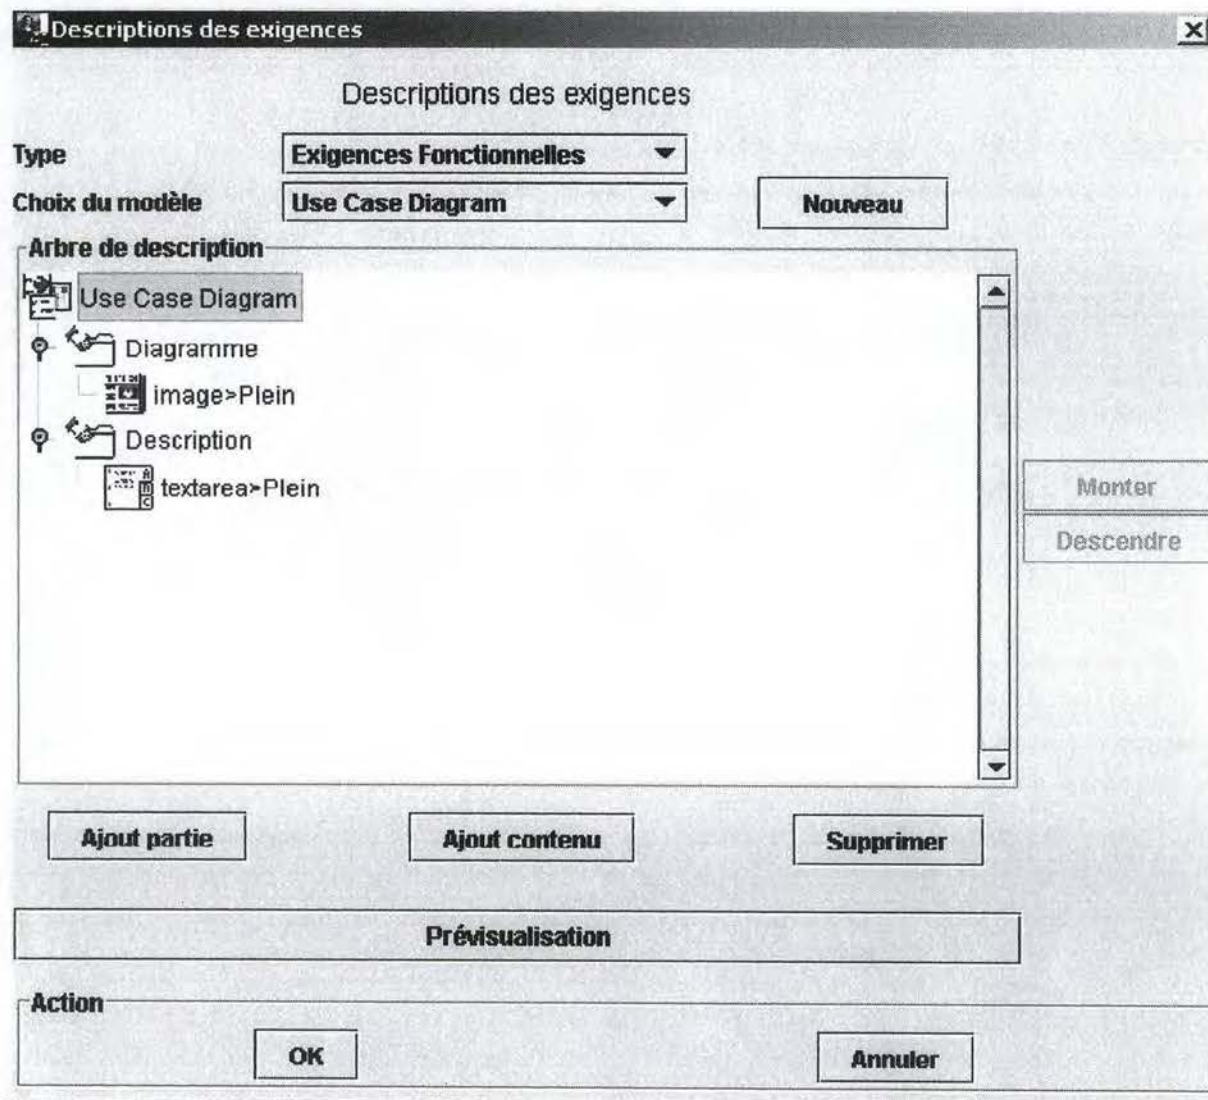 Descriptions des exigences
Descriptions des exigences
Type Exigences Fonctionnelles
Choix du modèle Use Case Diagram Nouveau
Arbre de description
Use Case Diagram
Diagramme
image>Plein
Description
textarea>Plein
Monter
Descendre
Ajout partie Ajout contenu Supprimer
Prévisualisation
Action
OK Annuler